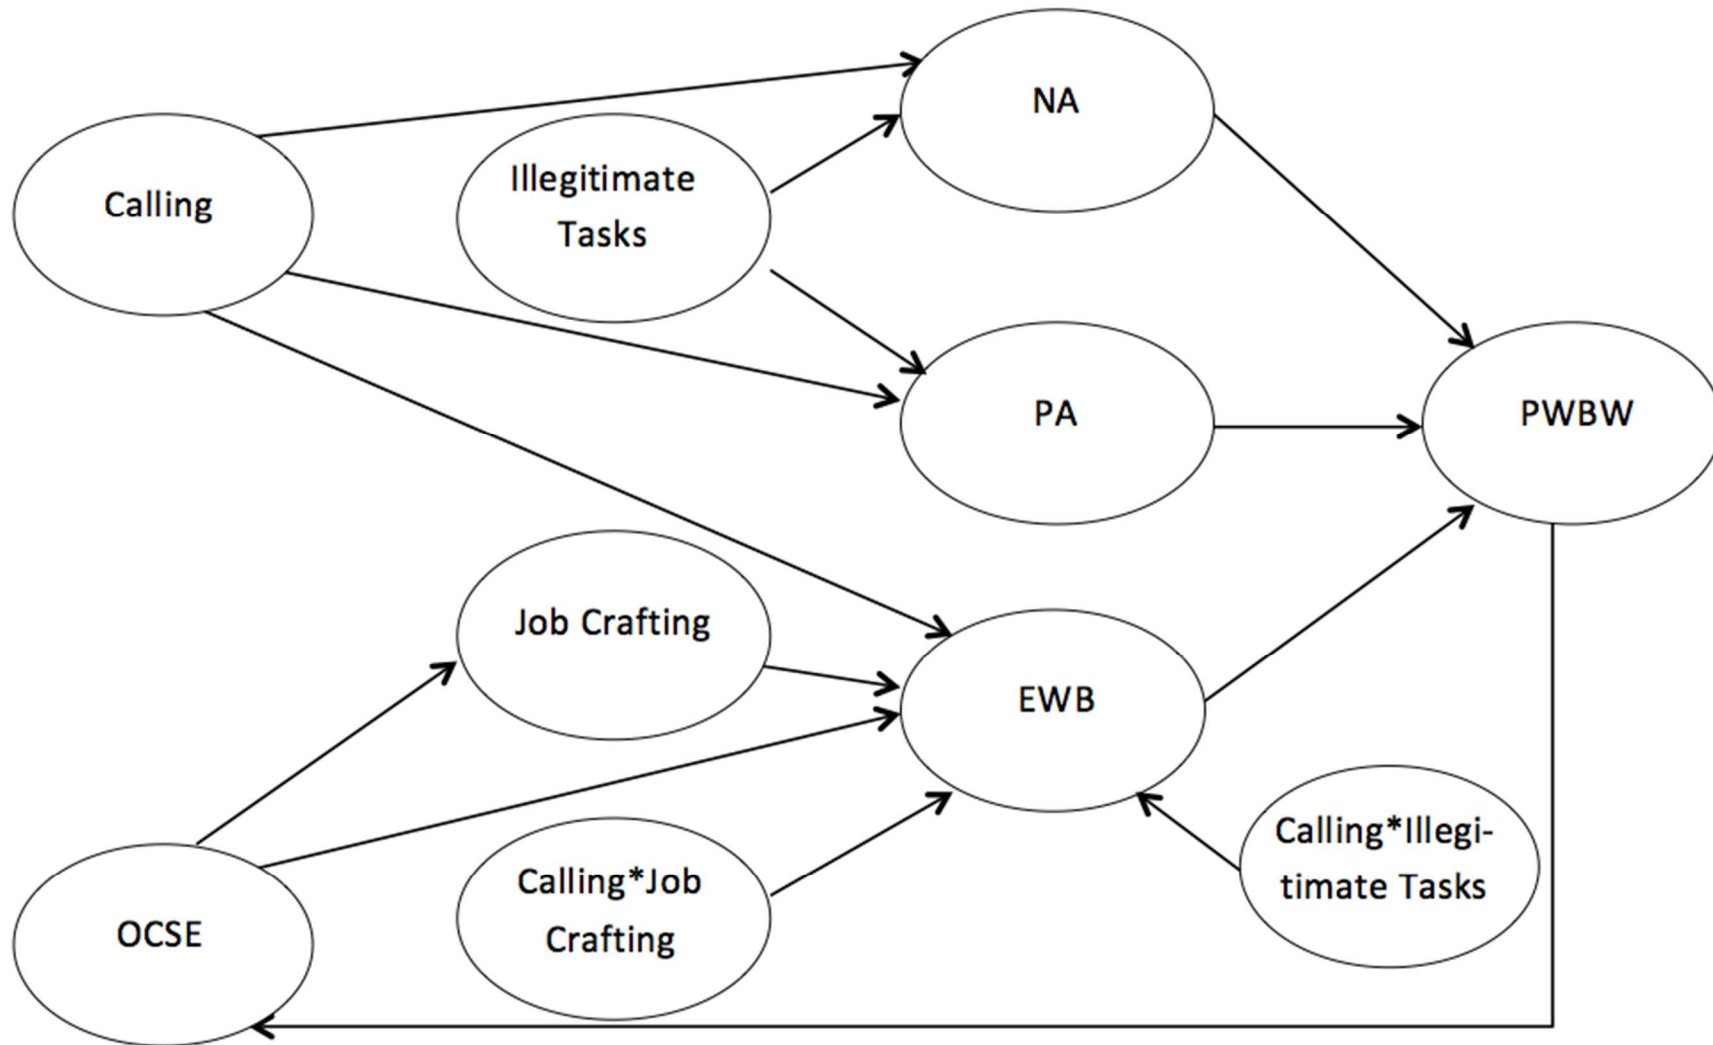 NA
Illegitimate
Tasks
Calling
PA
PWBW
Job Crafting
EWB
Calling*Illegi-
timate Tasks
Calling*Job
Crafting
OCSE